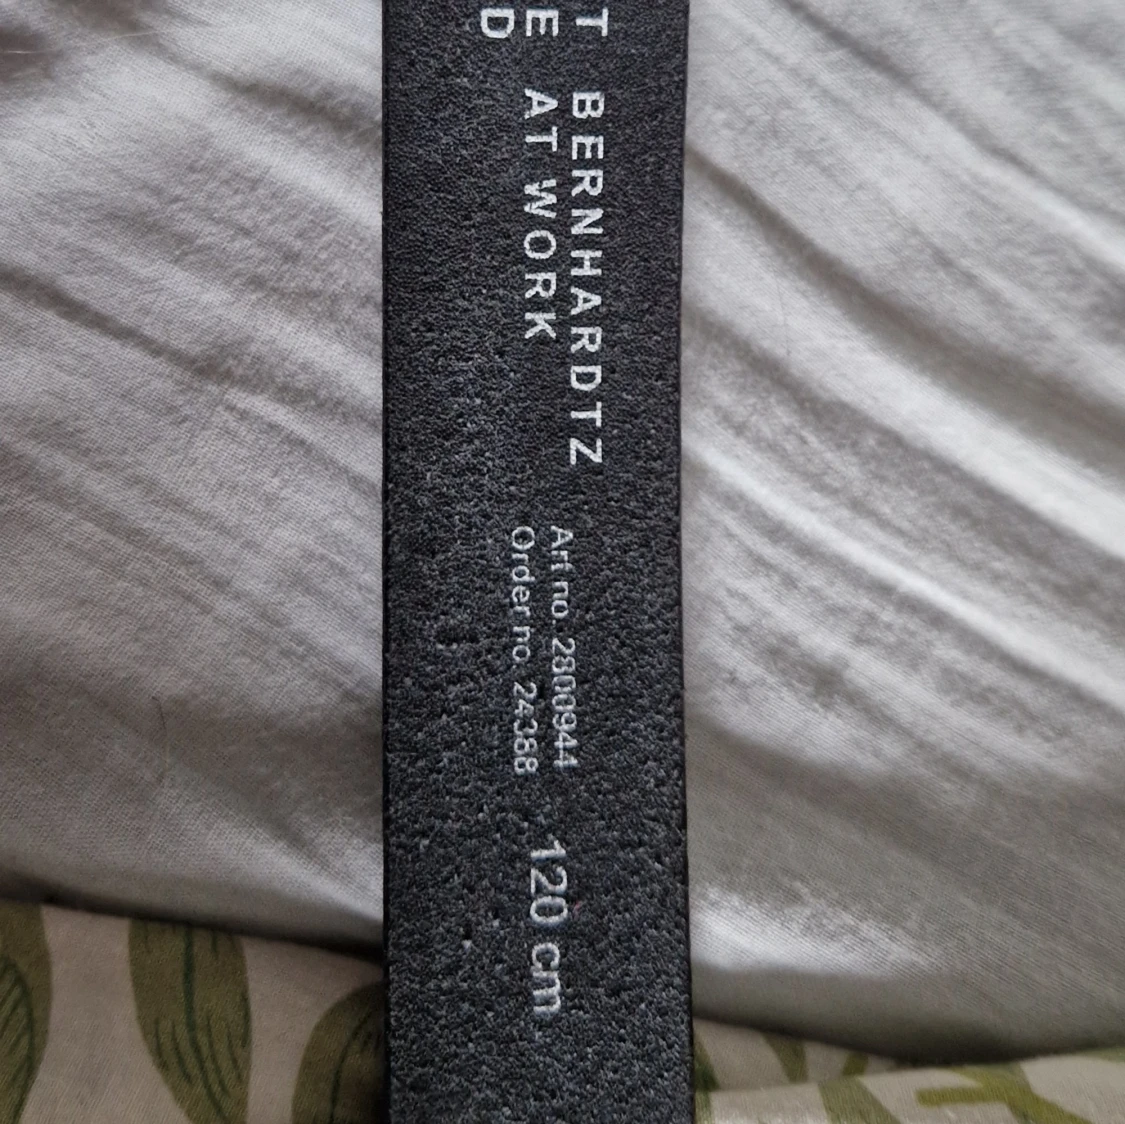 T BERNHARDTZ
E AT WORK
D
Art no. 2800944
Order no. 24388
120 cm